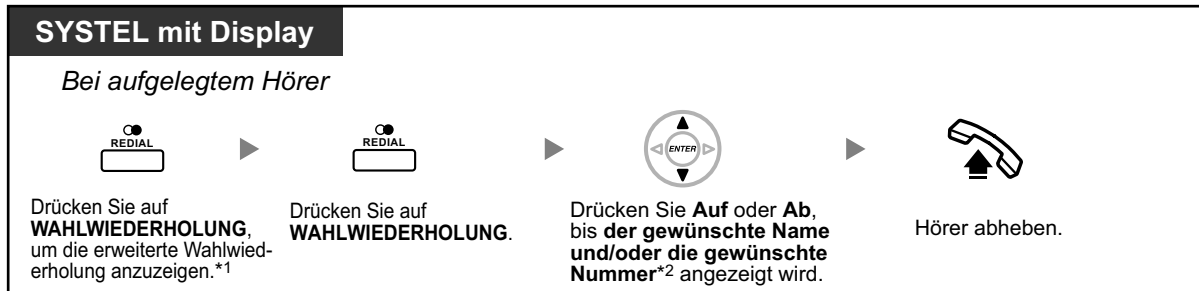 SYSTEL mit Display
Bei aufgelegtem Hörer
REDIAL
REDIAL
ENTER
Drücken Sie auf
WAHLWIEDERHOLUNG,
um die erweiterte Wahlwied-
erholung anzuzeigen.*1
Drücken Sie auf
WAHLWIEDERHOLUNG.
Drücken Sie Auf oder Ab,
bis der gewünschte Name
und/oder die gewünschte
Nummer*2 angezeigt wird.
Hörer abheben.